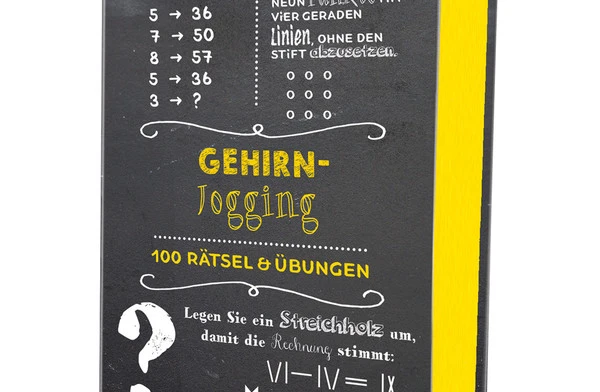 5 → 36
7 → 50
8 → 57
5 → 36
3 → ?
NEUN
VIER GERADEN
Linien, OHNE DEN
STIFT abzusetzen.
o o o
o o o
o o o
GEHIRN-
Jogging
100 RÄTSEL & ÜBUNGEN
?
Legen Sie ein Streichholz um,
damit die Rechnung stimmt:
VI–IV = IX